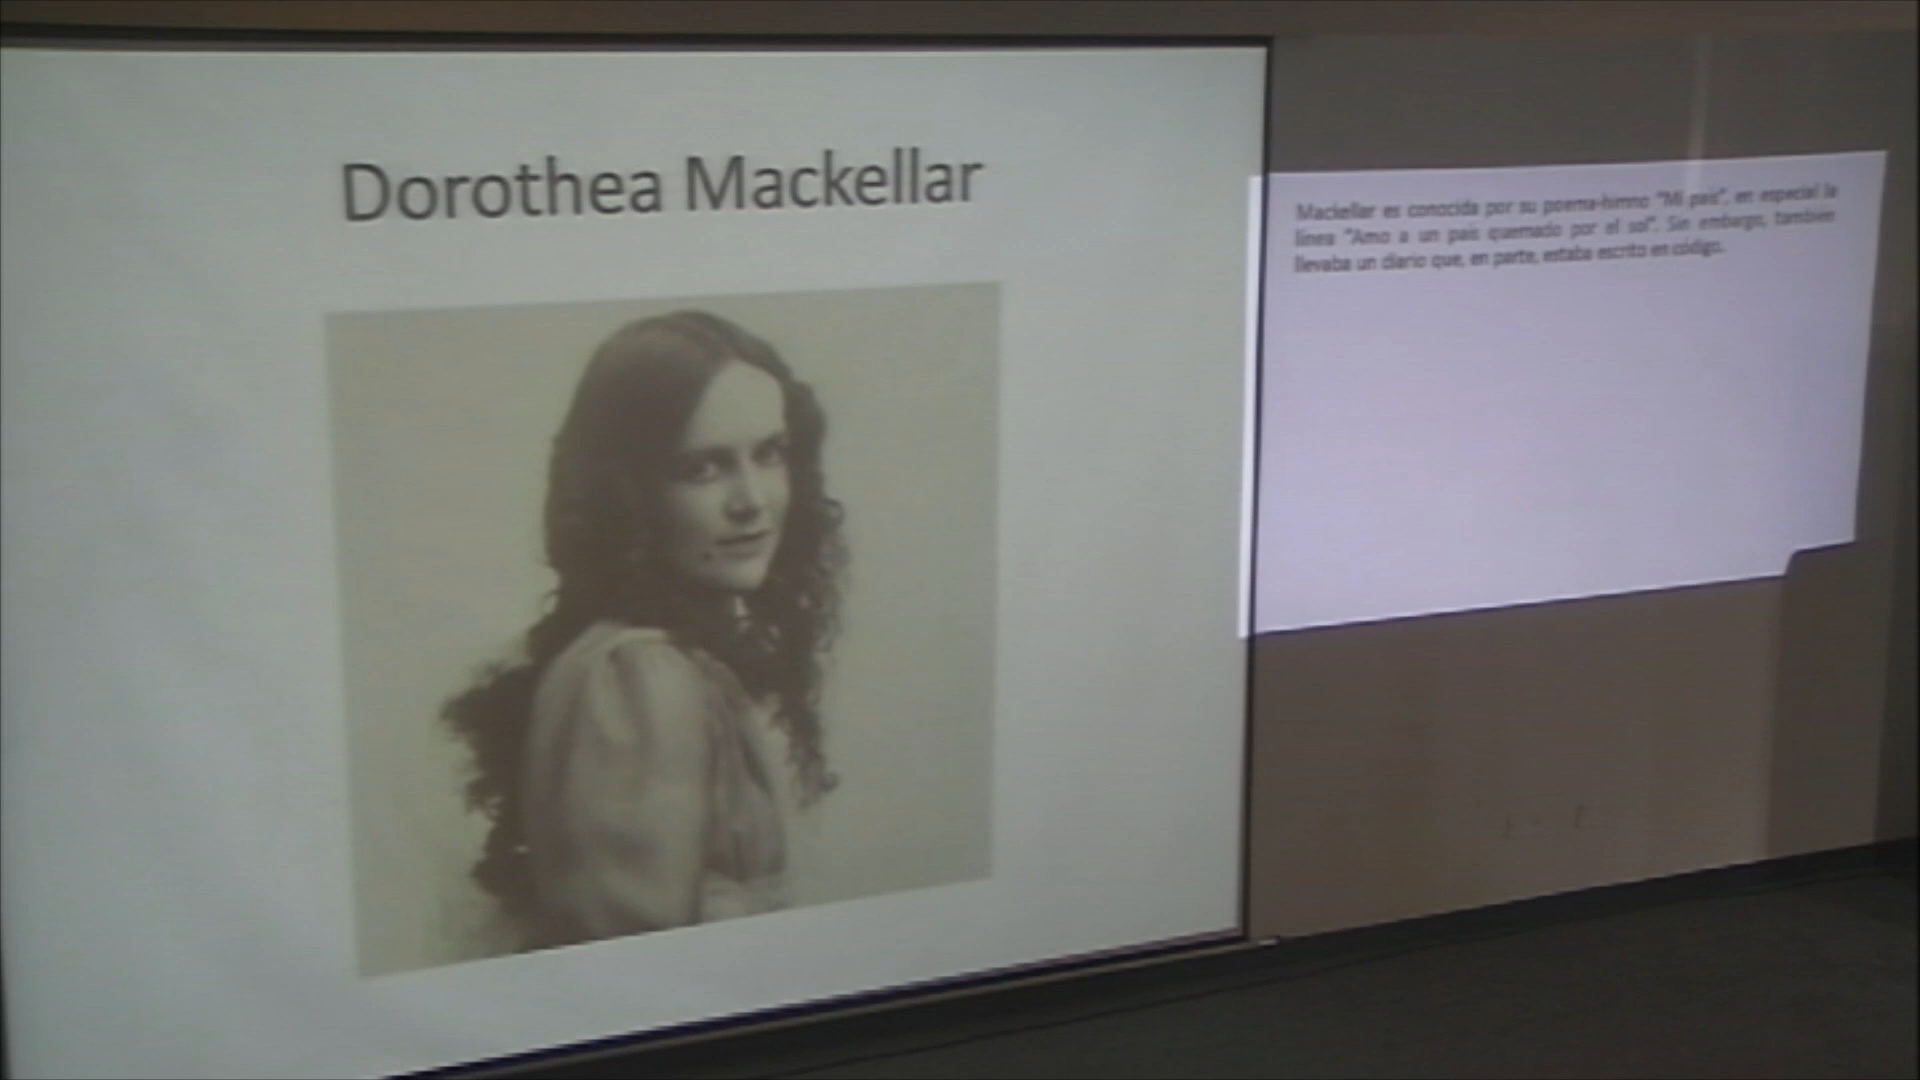 Dorothea Mackellar
Mackellar es conocida por su poema-himno "Mi país", en especial la
línea "Amo a un país quemado por el sol". Sin embargo, también
llevaba un diario que, en parte, estaba escrito en código.